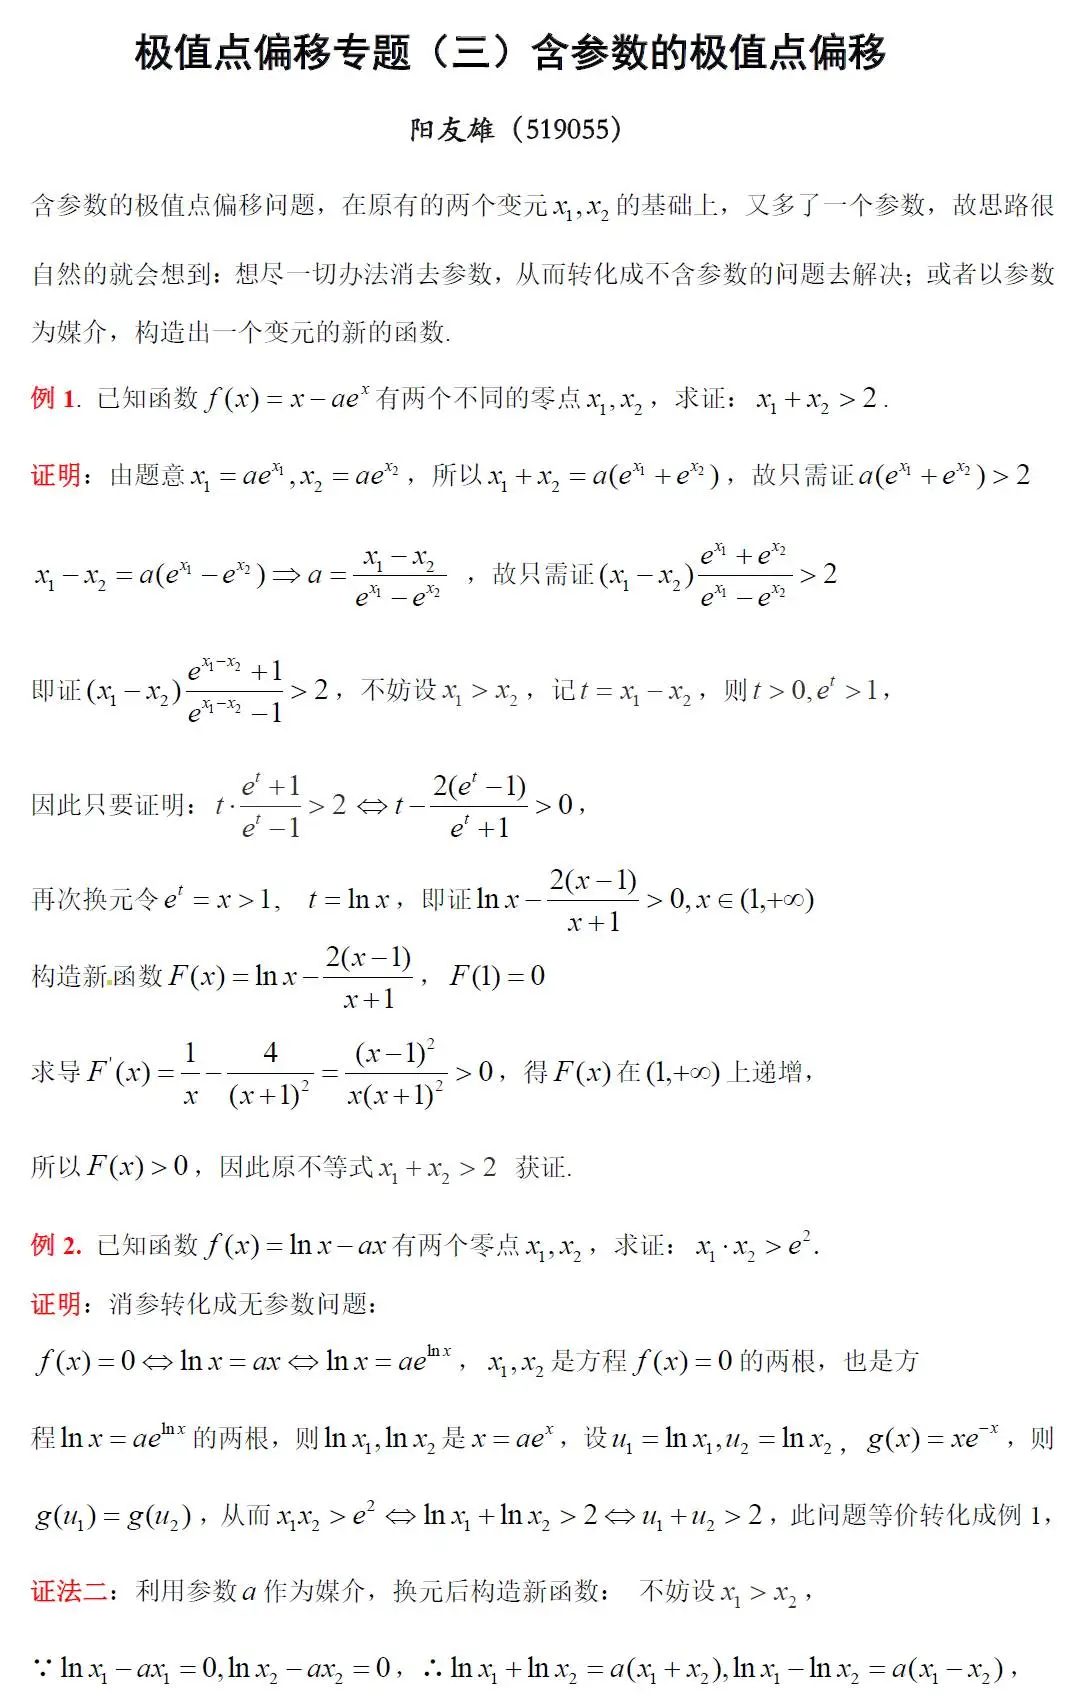 极值点偏移专题（三）含参数的极值点偏移
阳友雄（519055）
含参数的极值点偏移问题，在原有的两个变元 $x_1, x_2$ 的基础上，又多了一个参数，故思路很
自然的就会想到：想尽一切办法消去参数，从而转化成不含参数的问题去解决；或者以参数
为媒介，构造出一个变元的新的函数.
例 1. 已知函数 $f(x) = x - ae^x$ 有两个不同的零点 $x_1, x_2$，求证：$x_1 + x_2 > 2$.
证明：由题意 $x_1 = ae^{x_1}, x_2 = ae^{x_2}$，所以 $x_1 + x_2 = a(e^{x_1} + e^{x_2})$，故只需证 $a(e^{x_1} + e^{x_2}) > 2$
$x_1 - x_2 = a(e^{x_1} - e^{x_2}) \Rightarrow a = \frac{x_1 - x_2}{e^{x_1} - e^{x_2}}$，故只需证 $(x_1 - x_2)\frac{e^{x_1} + e^{x_2}}{e^{x_1} - e^{x_2}} > 2$
即证 $(x_1 - x_2)\frac{e^{x_1 - x_2} + 1}{e^{x_1 - x_2} - 1} > 2$，不妨设 $x_1 > x_2$，记 $t = x_1 - x_2$，则 $t > 0, e^t > 1$，
因此只要证明：$t \cdot \frac{e^t + 1}{e^t - 1} > 2 \Leftrightarrow t - \frac{2(e^t - 1)}{e^t + 1} > 0$，
再次换元令 $e^t = x > 1, \ t = \ln x$，即证 $\ln x - \frac{2(x - 1)}{x + 1} > 0, x \in (1, +\infty)$
构造新函数 $F(x) = \ln x - \frac{2(x - 1)}{x + 1}$，$F(1) = 0$
求导 $F'(x) = \frac{1}{x} - \frac{4}{(x + 1)^2} = \frac{(x - 1)^2}{x(x + 1)^2} > 0$，得 $F(x)$ 在 $(1, +\infty)$ 上递增，
所以 $F(x) > 0$，因此原不等式 $x_1 + x_2 > 2$ 获证.
例 2. 已知函数 $f(x) = \ln x - ax$ 有两个零点 $x_1, x_2$，求证：$x_1 \cdot x_2 > e^2$.
证明：消参转化成无参数问题：
$f(x) = 0 \Leftrightarrow \ln x = ax \Leftrightarrow \ln x = ae^{\ln x}$，$x_1, x_2$ 是方程 $f(x) = 0$ 的两根，也是方
程 $\ln x = ae^{\ln x}$ 的两根，则 $\ln x_1, \ln x_2$ 是 $x = ae^x$，设 $u_1 = \ln x_1, u_2 = \ln x_2$，$g(x) = xe^{-x}$，则
$g(u_1) = g(u_2)$，从而 $x_1x_2 > e^2 \Leftrightarrow \ln x_1 + \ln x_2 > 2 \Leftrightarrow u_1 + u_2 > 2$，此问题等价转化成例 1，
证法二：利用参数 $a$ 作为媒介，换元后构造新函数： 不妨设 $x_1 > x_2$，
$\because \ln x_1 - ax_1 = 0, \ln x_2 - ax_2 = 0$，$\therefore \ln x_1 + \ln x_2 = a(x_1 + x_2), \ln x_1 - \ln x_2 = a(x_1 - x_2)$，